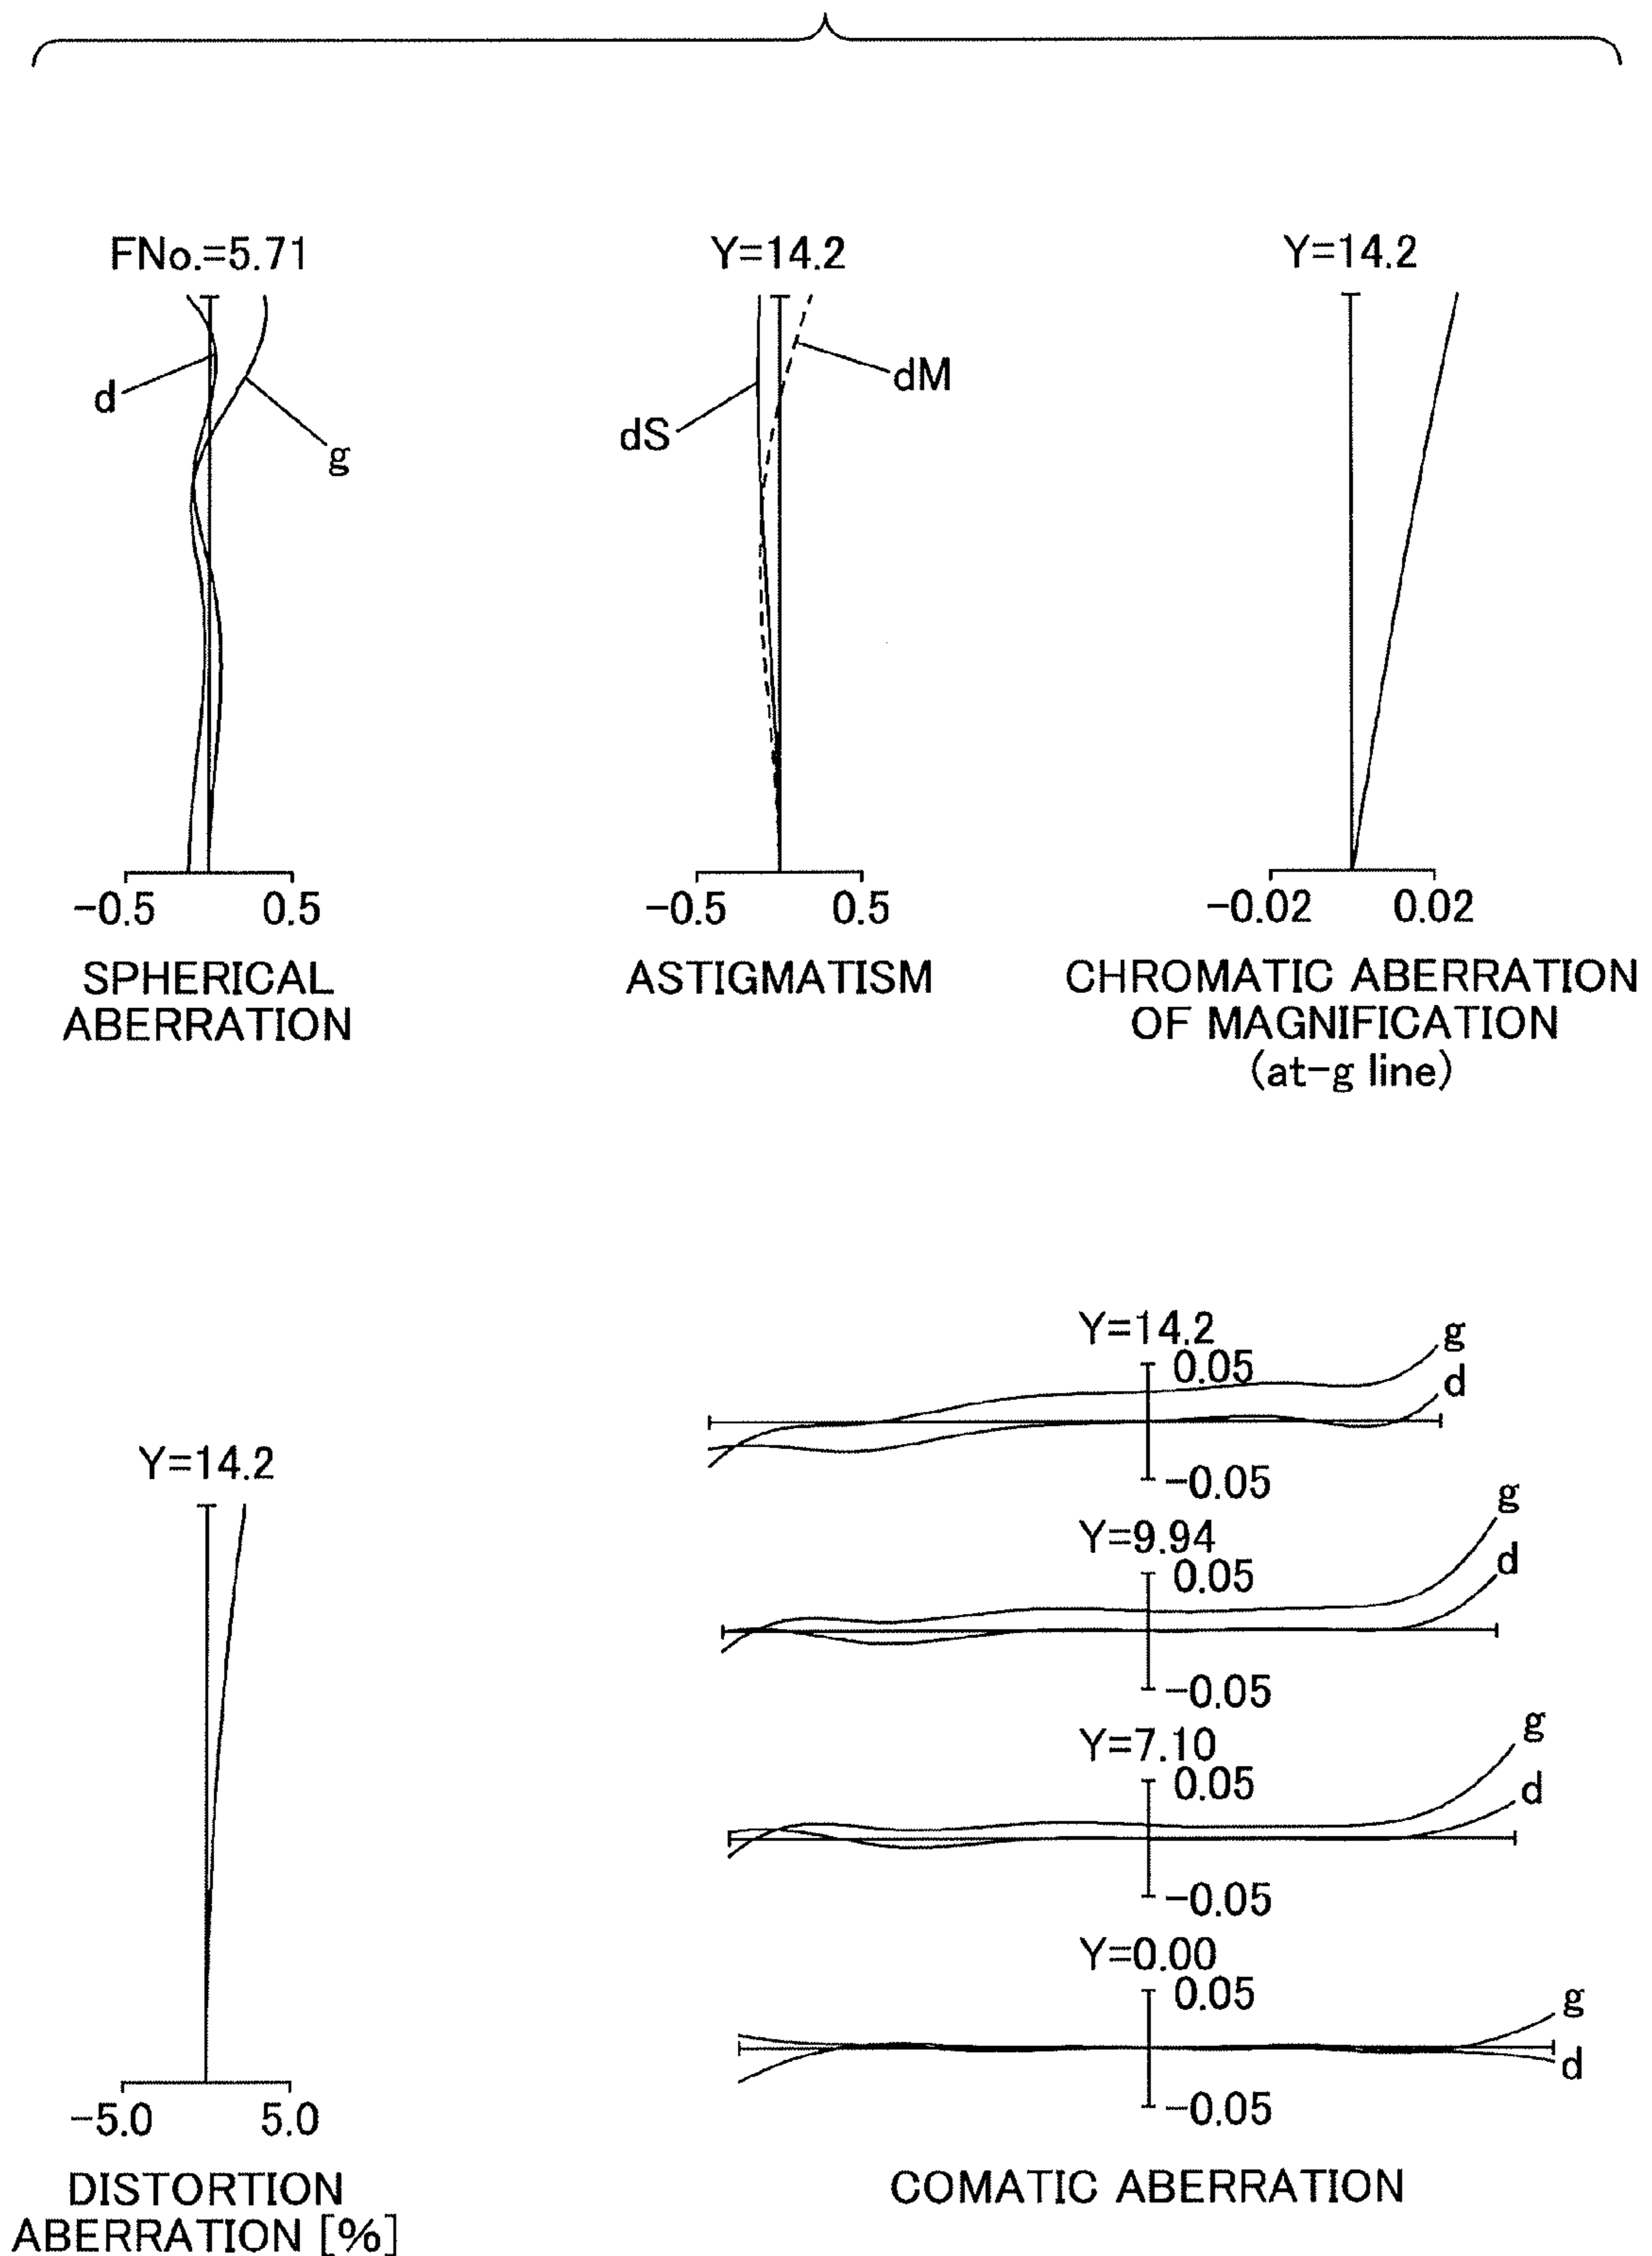 FNo.=5.71
d
g
-0.5 0.5
SPHERICAL
ABERRATION
Y=14.2
dM
dS
-0.5 0.5
ASTIGMATISM
Y=14.2
-0.02 0.02
CHROMATIC ABERRATION
OF MAGNIFICATION
(at-g line)
Y=14.2
-5.0 5.0
DISTORTION
ABERRATION [%]
Y=14.2
0.05
g
d
-0.05
Y=9.94
0.05
g
d
-0.05
Y=7.10
0.05
g
d
-0.05
Y=0.00
0.05
g
d
-0.05
COMATIC ABERRATION